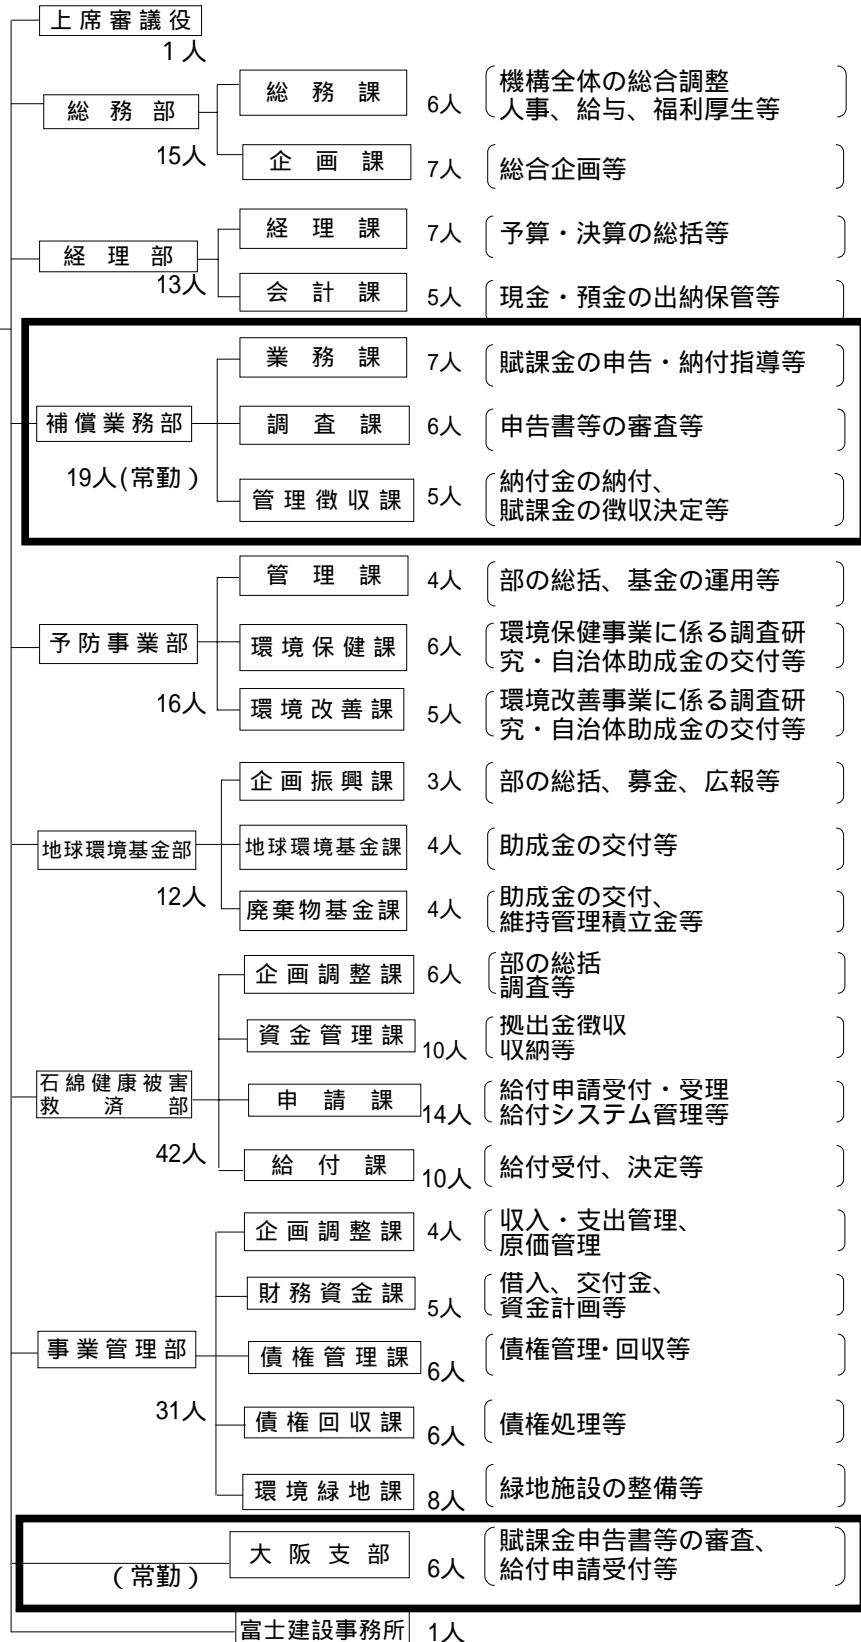 上席審議役
1人
総務部
15人
総務課
6人
機構全体の総合調整
人事、給与、福利厚生等
企画課
7人
総合企画等
経理部
13人
経理課
7人
予算・決算の総括等
会計課
5人
現金・預金の出納保管等
補償業務部
19人(常勤)
業務課
7人
賦課金の申告・納付指導等
調査課
6人
申告書等の審査等
管理徴収課
5人
納付金の納付、
賦課金の徴収決定等
予防事業部
16人
管理課
4人
部の総括、基金の運用等
環境保健課
6人
環境保健事業に係る調査研
究・自治体助成金の交付等
環境改善課
5人
環境改善事業に係る調査研
究・自治体助成金の交付等
地球環境基金部
12人
企画振興課
3人
部の総括、募金、広報等
地球環境基金課
4人
助成金の交付等
廃棄物基金課
4人
助成金の交付、
維持管理積立金等
石綿健康被害
救済部
42人
企画調整課
6人
部の総括
調査等
資金管理課
10人
拠出金徴収
収納等
申請課
14人
給付申請受付・受理
給付システム管理等
給付課
10人
給付受付、決定等
事業管理部
31人
企画調整課
4人
収入・支出管理、
原価管理
財務資金課
5人
借入、交付金、
資金計画等
債権管理課
6人
債権管理・回収等
債権回収課
6人
債権処理等
環境緑地課
8人
緑地施設の整備等
大阪支部
(常勤)
6人
賦課金申告書等の審査、
給付申請受付等
富士建設事務所
1人